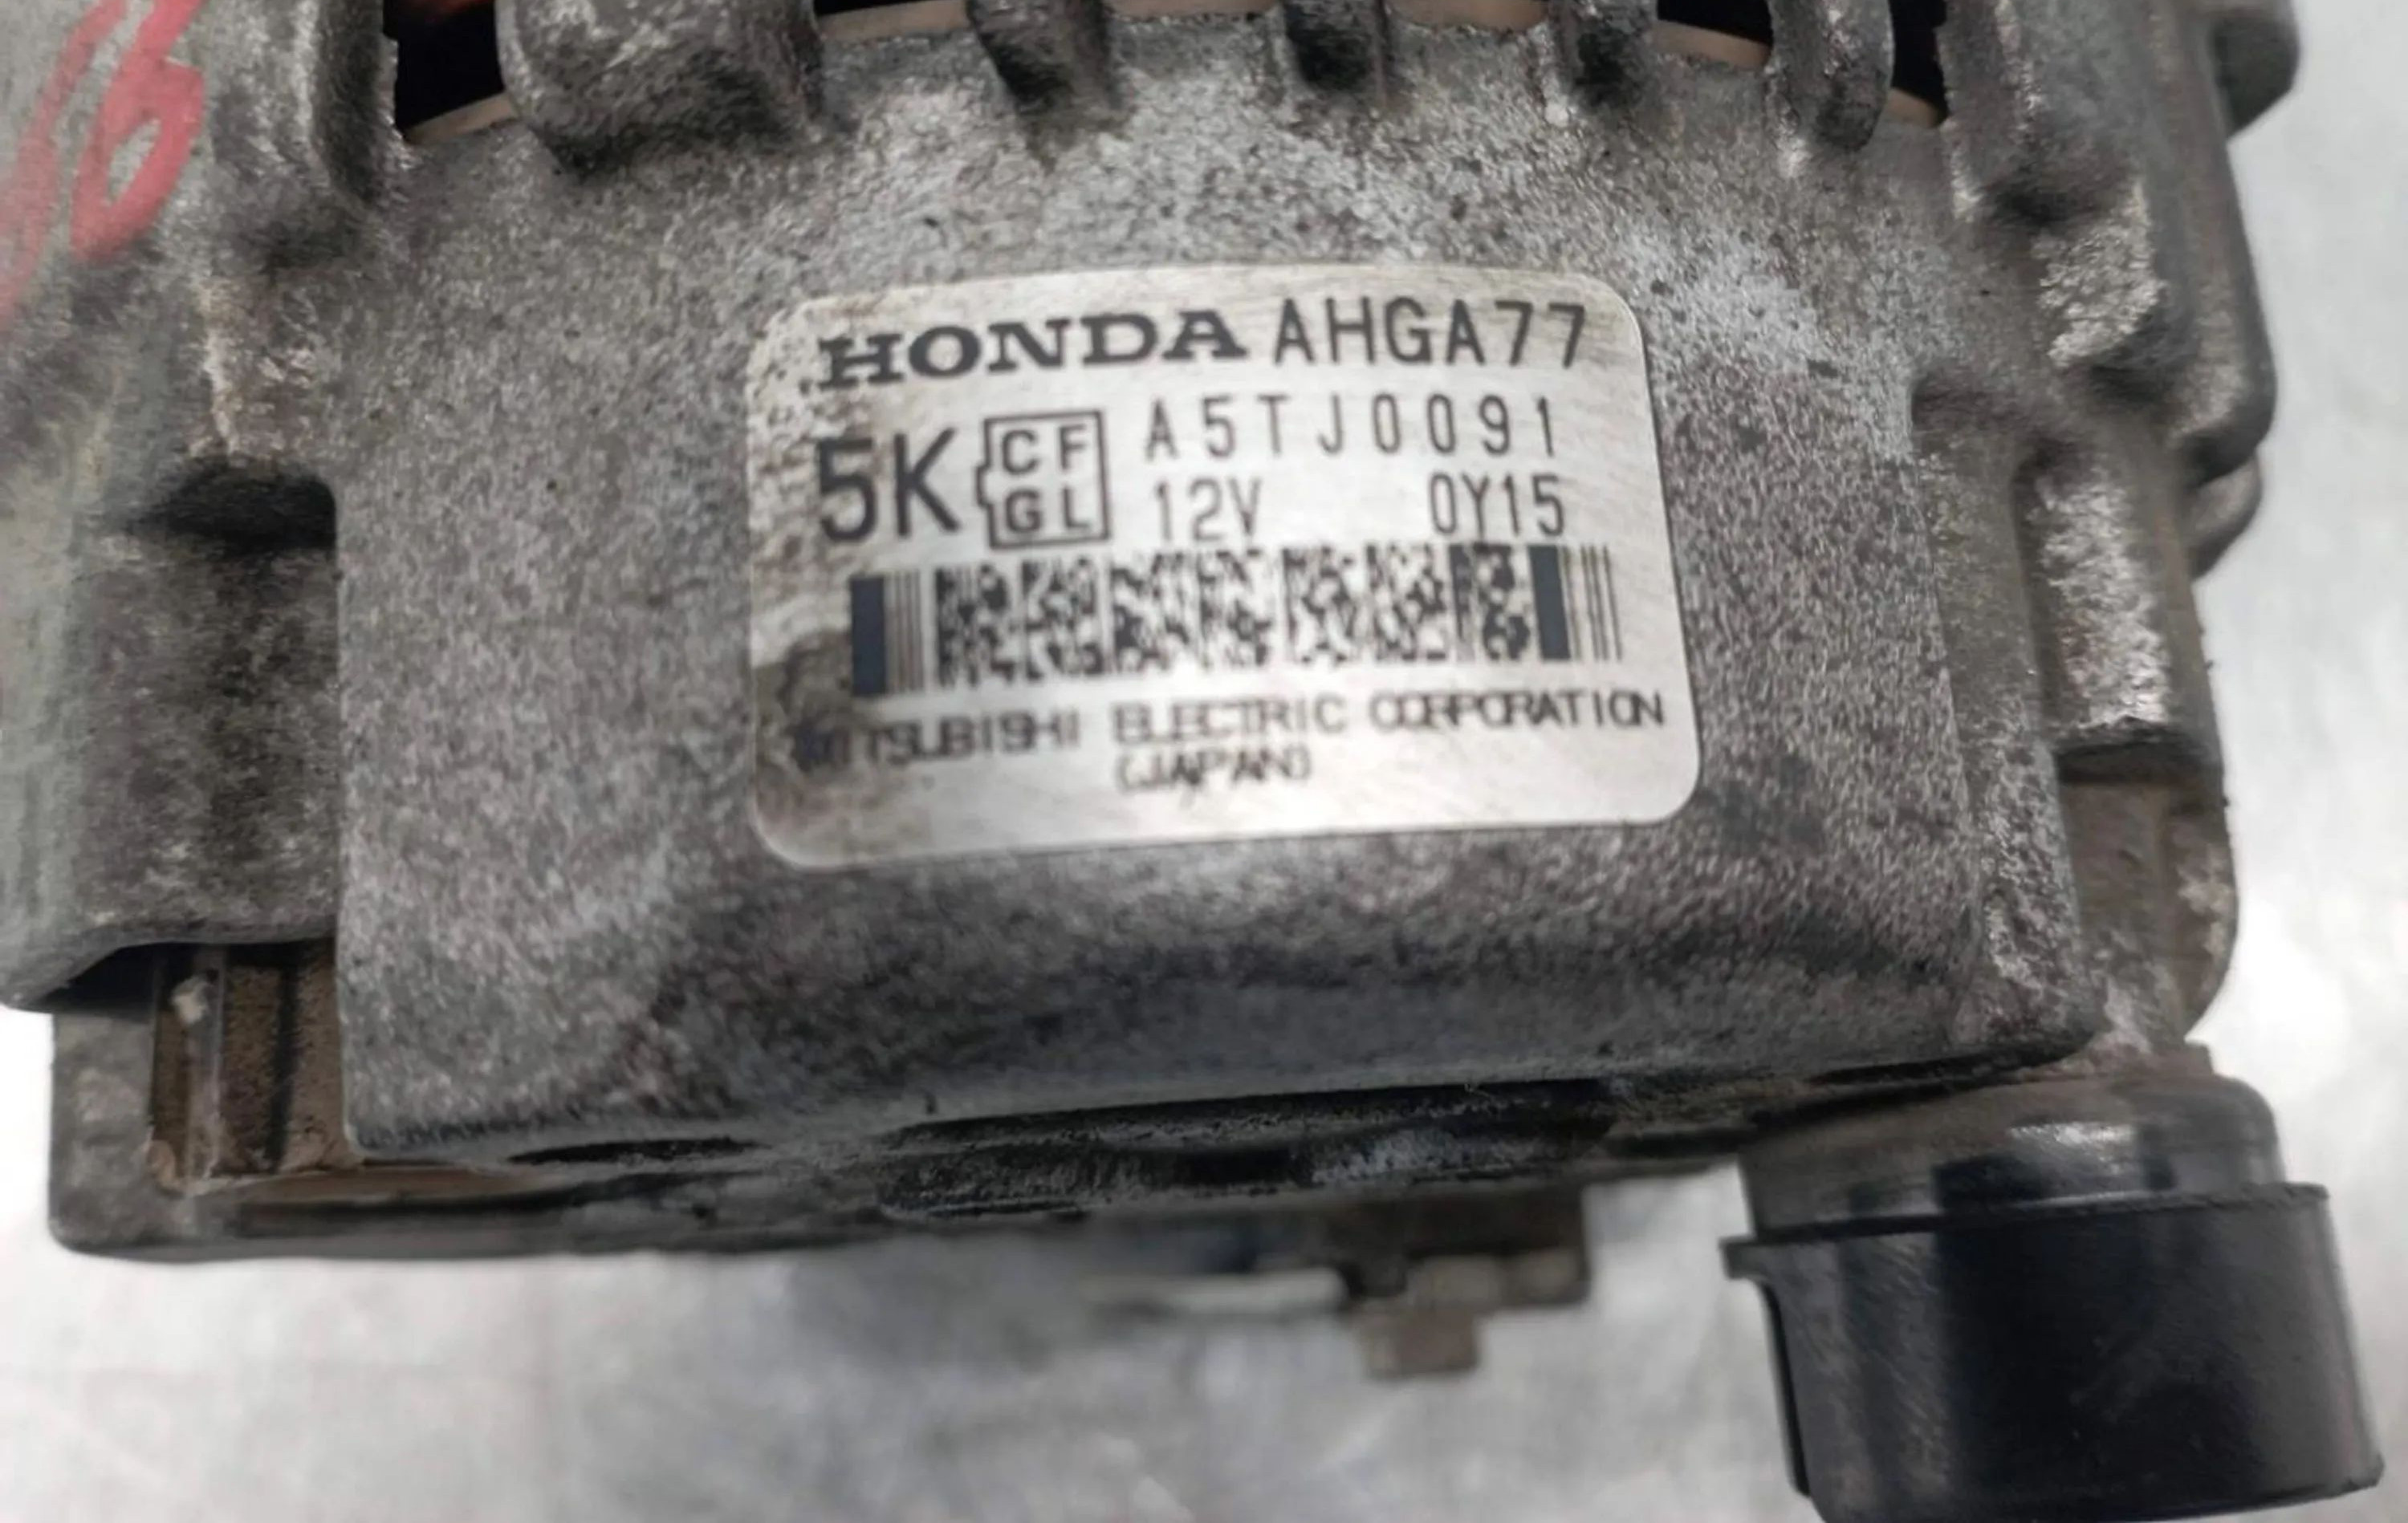 HONDA AHGA77
5K CF A5TJ0091
GL 12V 0Y15
MITSUBISHI ELECTRIC CORPORATION
(JAPAN)